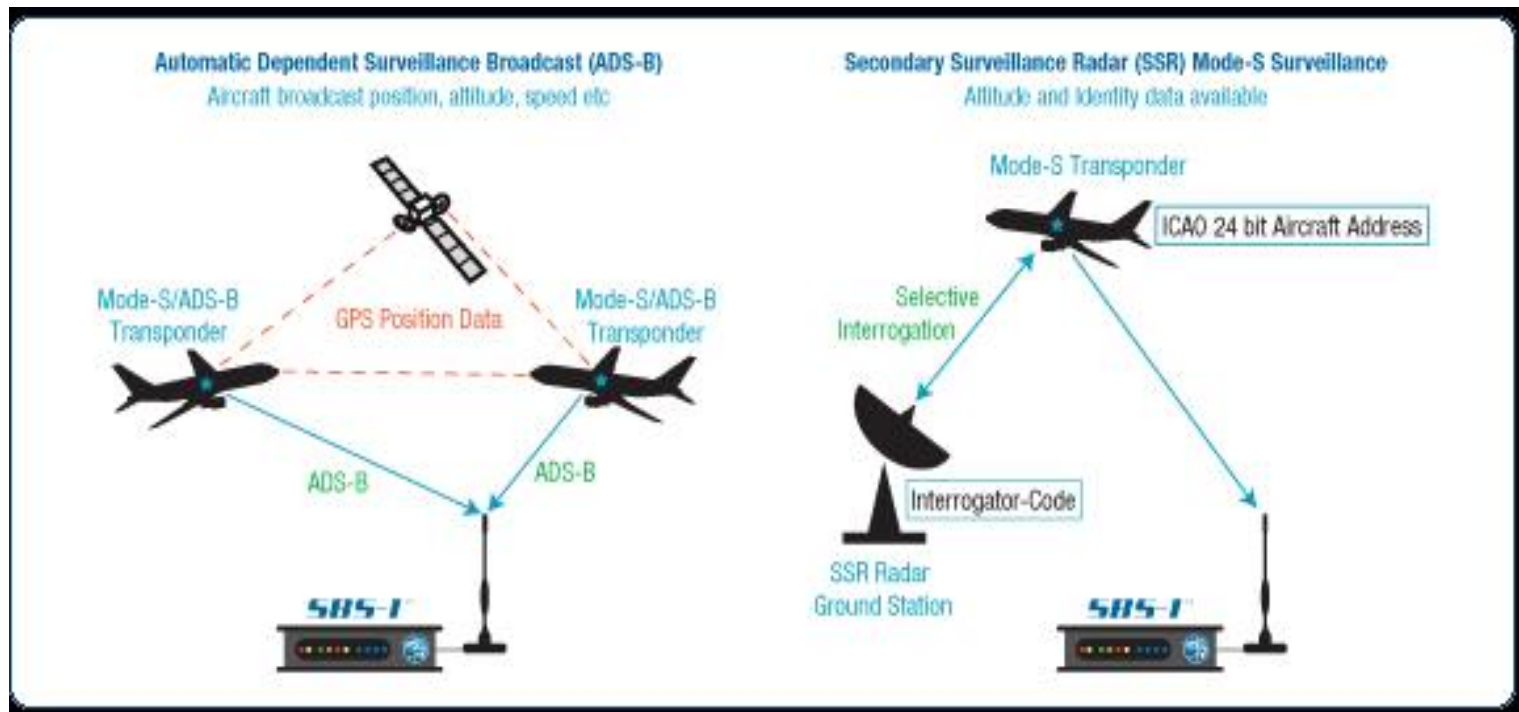 Automatic Dependent Surveillance Broadcast (ADS-B)
Aircraft broadcast position, altitude, speed etc
Mode-S/ADS-B
Transponder
GPS Position Data
Mode-S/ADS-B
Transponder
ADS-B
ADS-B
SBS-1™
Secondary Surveillance Radar (SSR) Mode-S Surveillance
Altitude and Identity data available
Mode-S Transponder
ICAO 24 bit Aircraft Address
Selective
Interrogation
Interrogator-Code
SSR Radar
Ground Station
SBS-1™